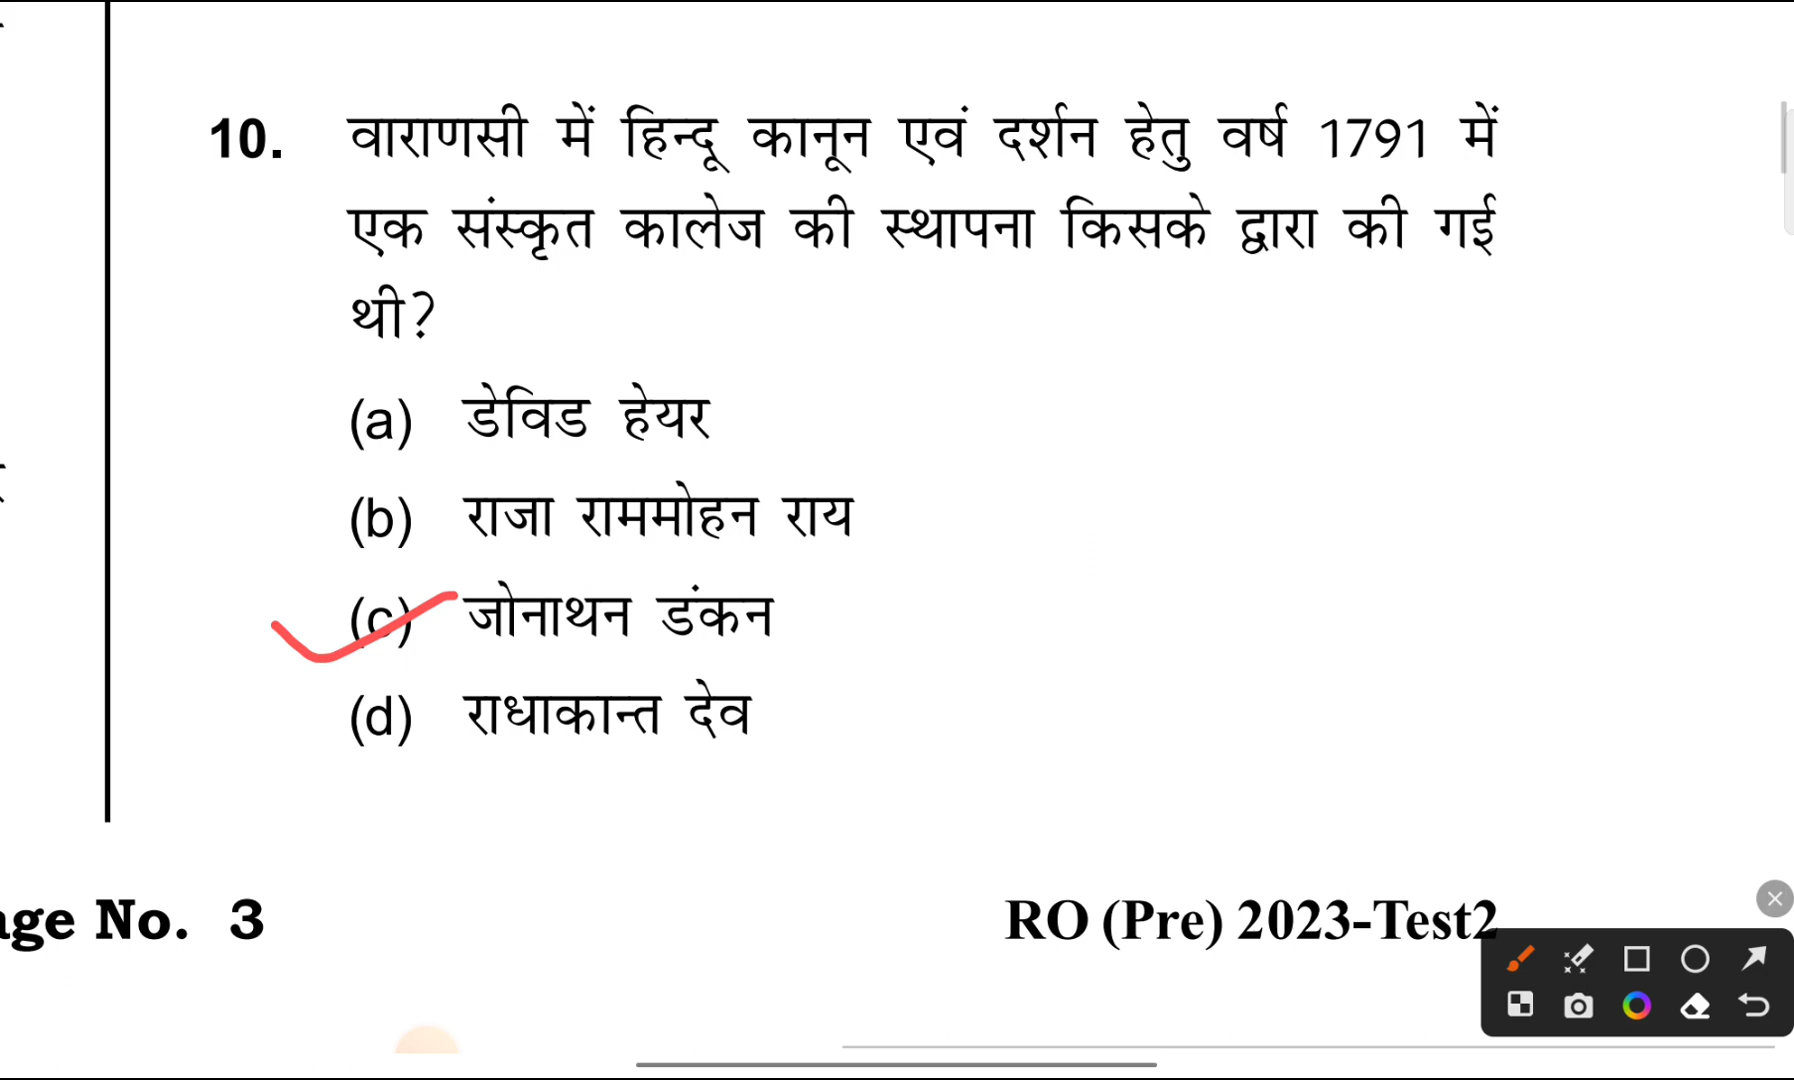 10. वाराणसी में हिन्दू कानून एवं दर्शन हेतु वर्ष 1791 में
एक संस्कृत कालेज की स्थापना किसके द्वारा की गई
थी?
(a) डेविड हेयर
(b) राजा राममोहन राय
(c) जोनाथन डंकन
(d) राधाकान्त देव
No. 3
RO (Pre) 2023-Test2